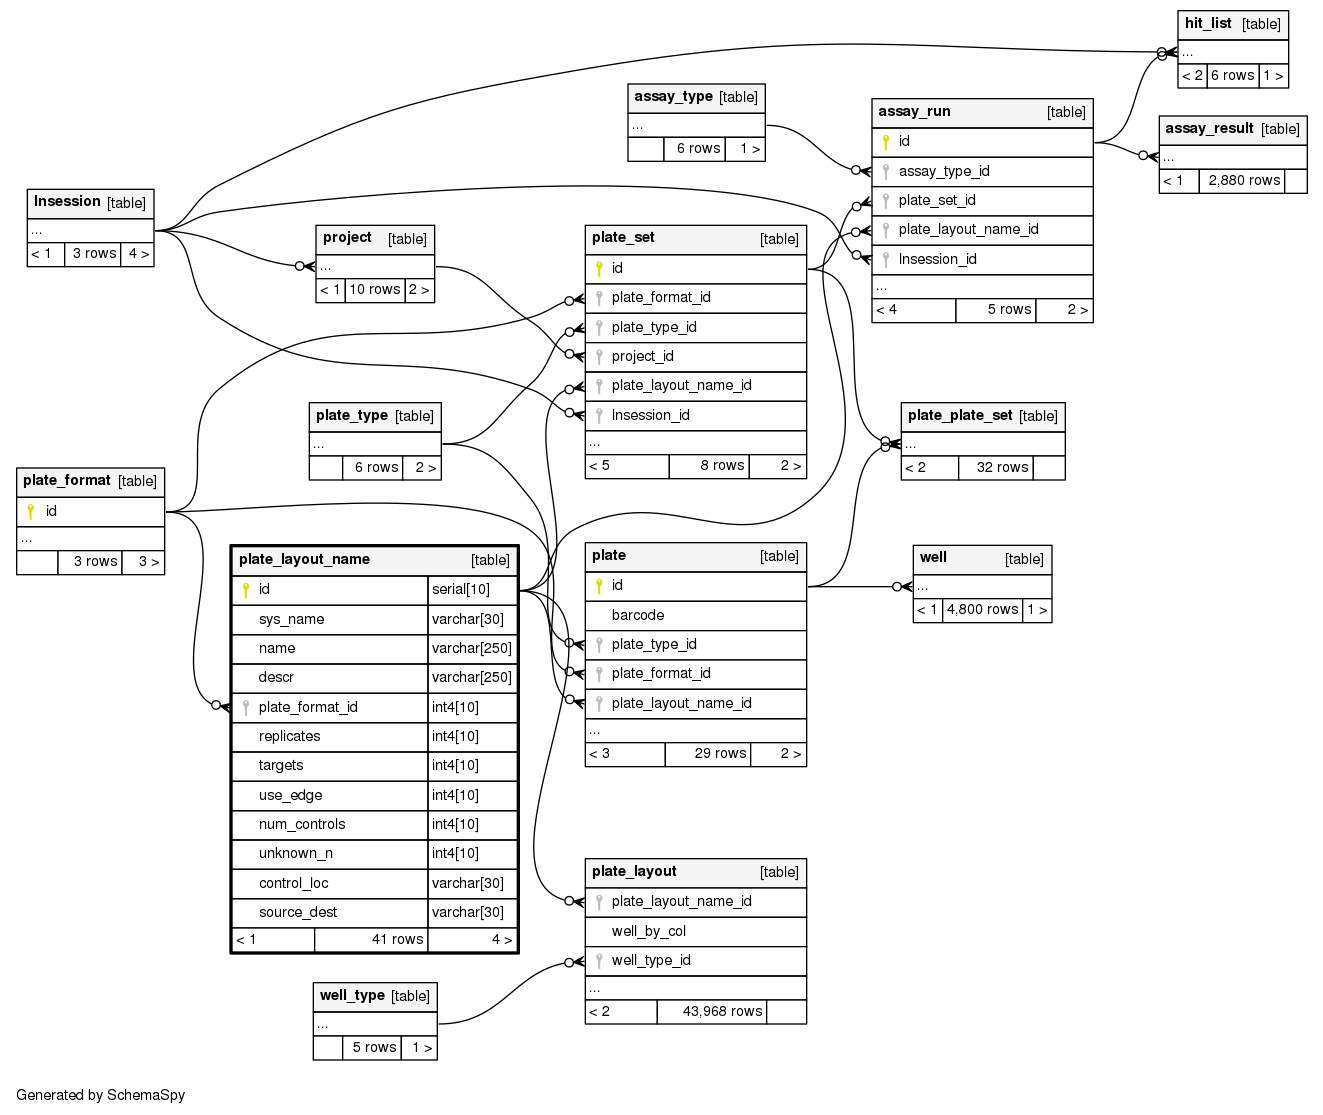 hit_list [table]
...
< 2 6 rows 1 >
assay_type [table]
...
6 rows 1 >
assay_run [table]
id
assay_type_id
plate_set_id
plate_layout_name_id
lnsession_id
...
< 4 5 rows 2 >
assay_result [table]
...
< 1 2,880 rows
lnsession [table]
...
< 1 3 rows 4 >
project [table]
...
< 1 10 rows 2 >
plate_set [table]
id
plate_format_id
plate_type_id
project_id
plate_layout_name_id
lnsession_id
...
< 5 8 rows 2 >
plate_type [table]
...
6 rows 2 >
plate_plate_set [table]
...
< 2 32 rows
plate_format [table]
id
...
3 rows 3 >
plate_layout_name [table]
id serial[10]
sys_name varchar[30]
name varchar[250]
descr varchar[250]
plate_format_id int4[10]
replicates int4[10]
targets int4[10]
use_edge int4[10]
num_controls int4[10]
unknown_n int4[10]
control_loc varchar[30]
source_dest varchar[30]
< 1 41 rows 4 >
plate [table]
id
barcode
plate_type_id
plate_format_id
plate_layout_name_id
...
< 3 29 rows 2 >
well [table]
...
< 1 4,800 rows 1 >
plate_layout [table]
plate_layout_name_id
well_by_col
well_type_id
...
< 2 43,968 rows
well_type [table]
...
5 rows 1 >
Generated by SchemaSpy